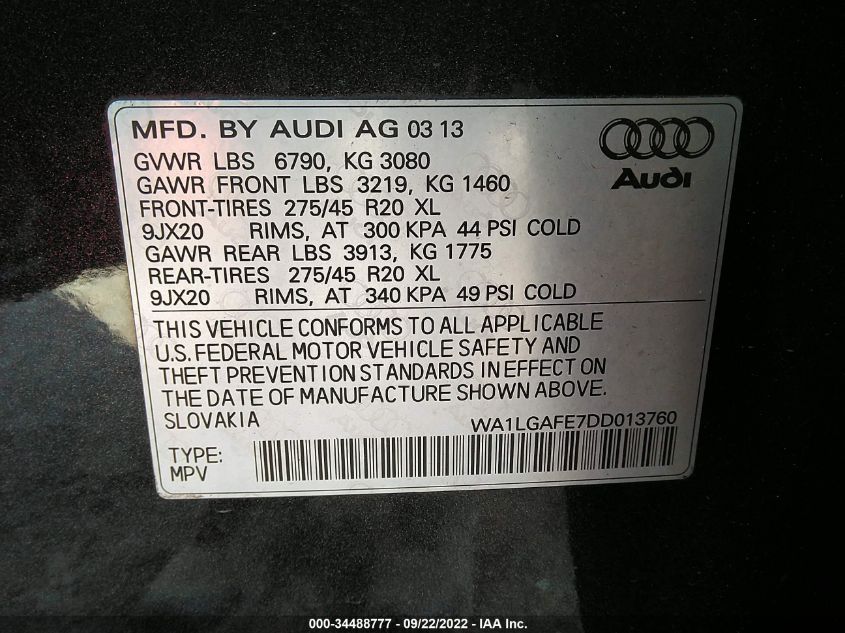 MFD. BY AUDI AG 03 13
Audi
GVWR LBS 6790, KG 3080
GAWR FRONT LBS 3219, KG 1460
FRONT-TIRES 275/45 R20 XL
9JX20 RIMS, AT 300 KPA 44 PSI COLD
GAWR REAR LBS 3913, KG 1775
REAR-TIRES 275/45 R20 XL
9JX20 RIMS, AT 340 KPA 49 PSI COLD
THIS VEHICLE CONFORMS TO ALL APPLICABLE
U.S. FEDERAL MOTOR VEHICLE SAFETY AND
THEFT PREVENTION STANDARDS IN EFFECT ON
THE DATE OF MANUFACTURE SHOWN ABOVE.
SLOVAKIA WA1LGAFE7DD013760
TYPE:
MPV
000-34488777 - 09/22/2022 - IAA Inc.